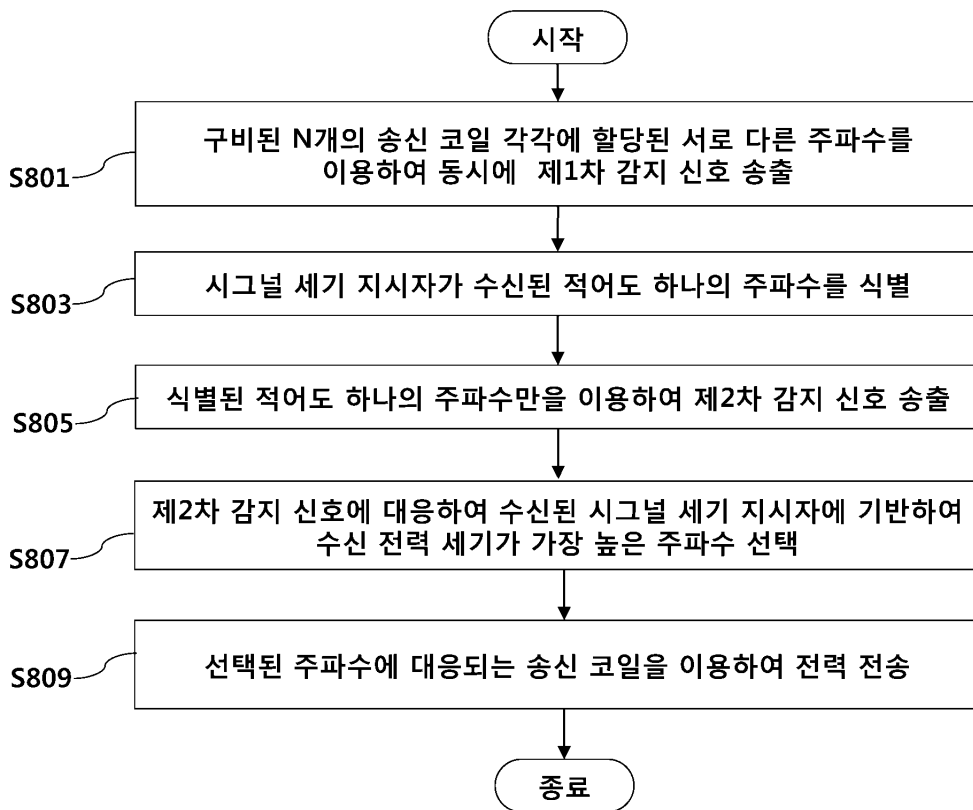 시작
S801
구비된 N개의 송신 코일 각각에 할당된 서로 다른 주파수를
이용하여 동시에 제1차 감지 신호 송출
S803
시그널 세기 지시자가 수신된 적어도 하나의 주파수를 식별
S805
식별된 적어도 하나의 주파수만을 이용하여 제2차 감지 신호 송출
S807
제2차 감지 신호에 대응하여 수신된 시그널 세기 지시자에 기반하여
수신 전력 세기가 가장 높은 주파수 선택
S809
선택된 주파수에 대응되는 송신 코일을 이용하여 전력 전송
종료